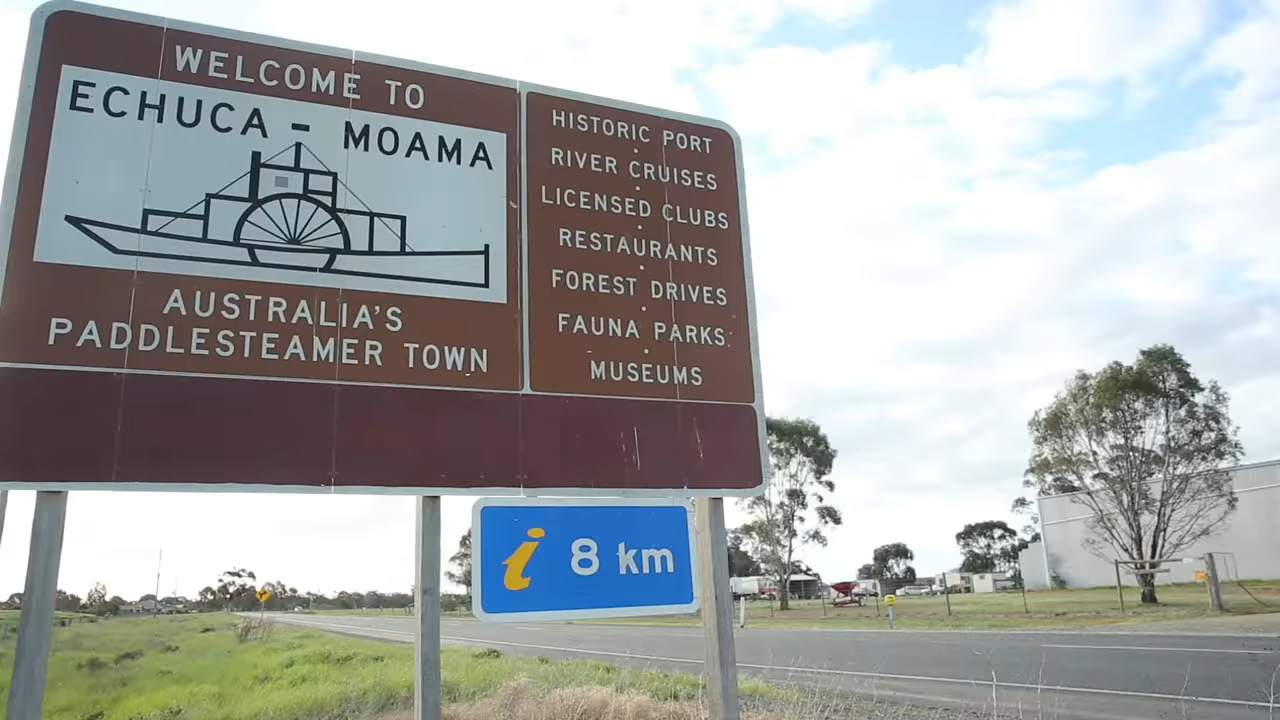 WELCOME TO
ECHUCA - MOAMA
AUSTRALIA'S
PADDLESTEAMER TOWN
HISTORIC PORT
RIVER CRUISES
LICENSED CLUBS
RESTAURANTS
FOREST DRIVES
FAUNA PARKS
MUSEUMS
i 8 km